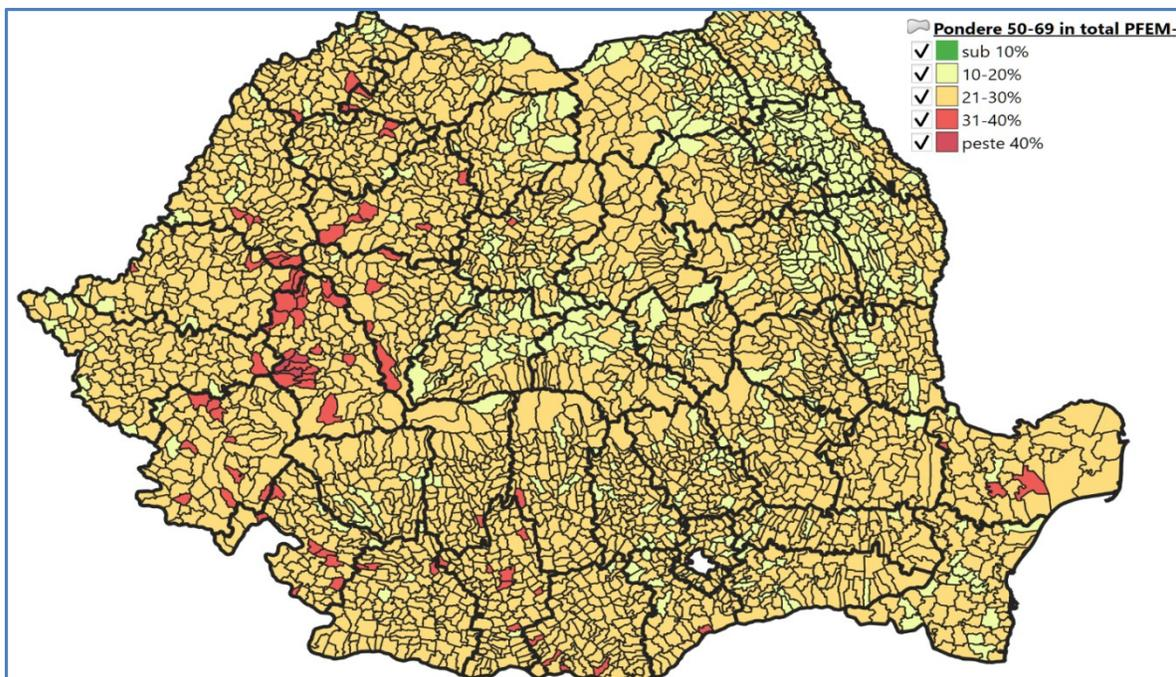 Pondere 50-69 in total PFEM-
sub 10%
10-20%
21-30%
31-40%
peste 40%